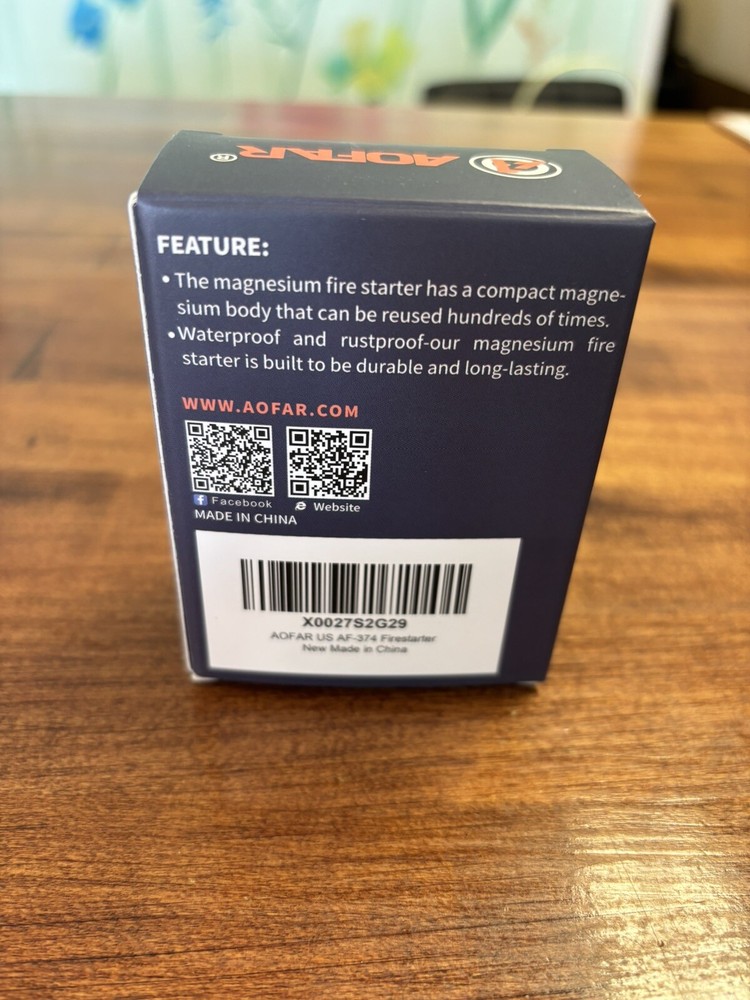 AOFAR®
FEATURE:
• The magnesium fire starter has a compact magne-
sium body that can be reused hundreds of times.
• Waterproof and rustproof-our magnesium fire
starter is built to be durable and long-lasting.
WWW.AOFAR.COM
Facebook
Website
MADE IN CHINA
X0027S2G29
AOFAR US AF-374 Firestarter
New Made in China